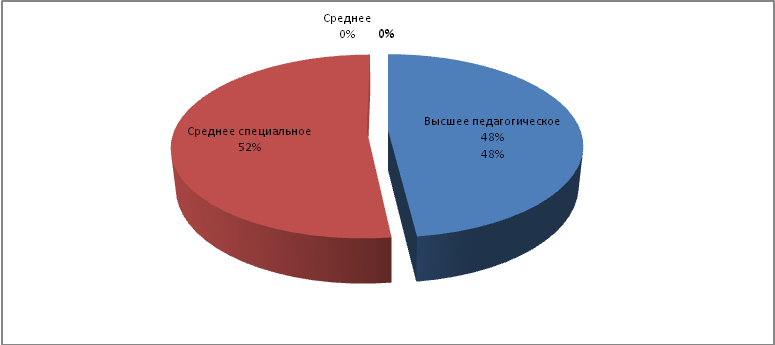 Среднее
0%
0%
Высшее педагогическое
48%
48%
Среднее специальное
52%